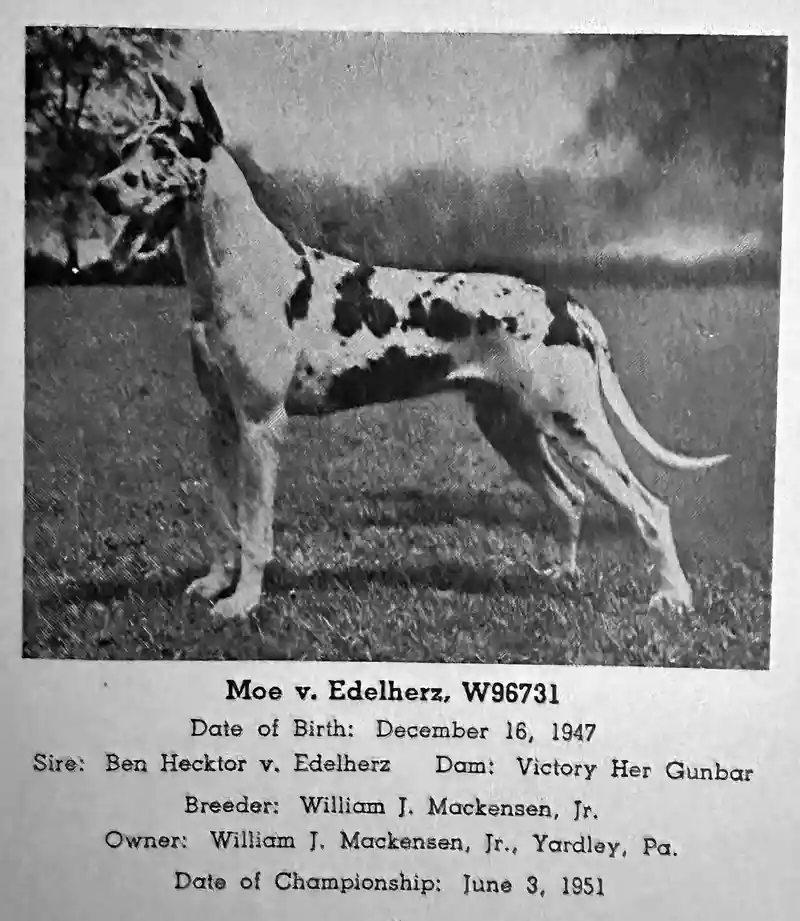 Moe v. Edelherz, W96731
Date of Birth: December 16, 1947
Sire: Ben Hecktor v. Edelherz Dam: Victory Her Gunbar
Breeder: William J. Mackensen, Jr.
Owner: William J. Mackensen, Jr., Yardley, Pa.
Date of Championship: June 3, 1951